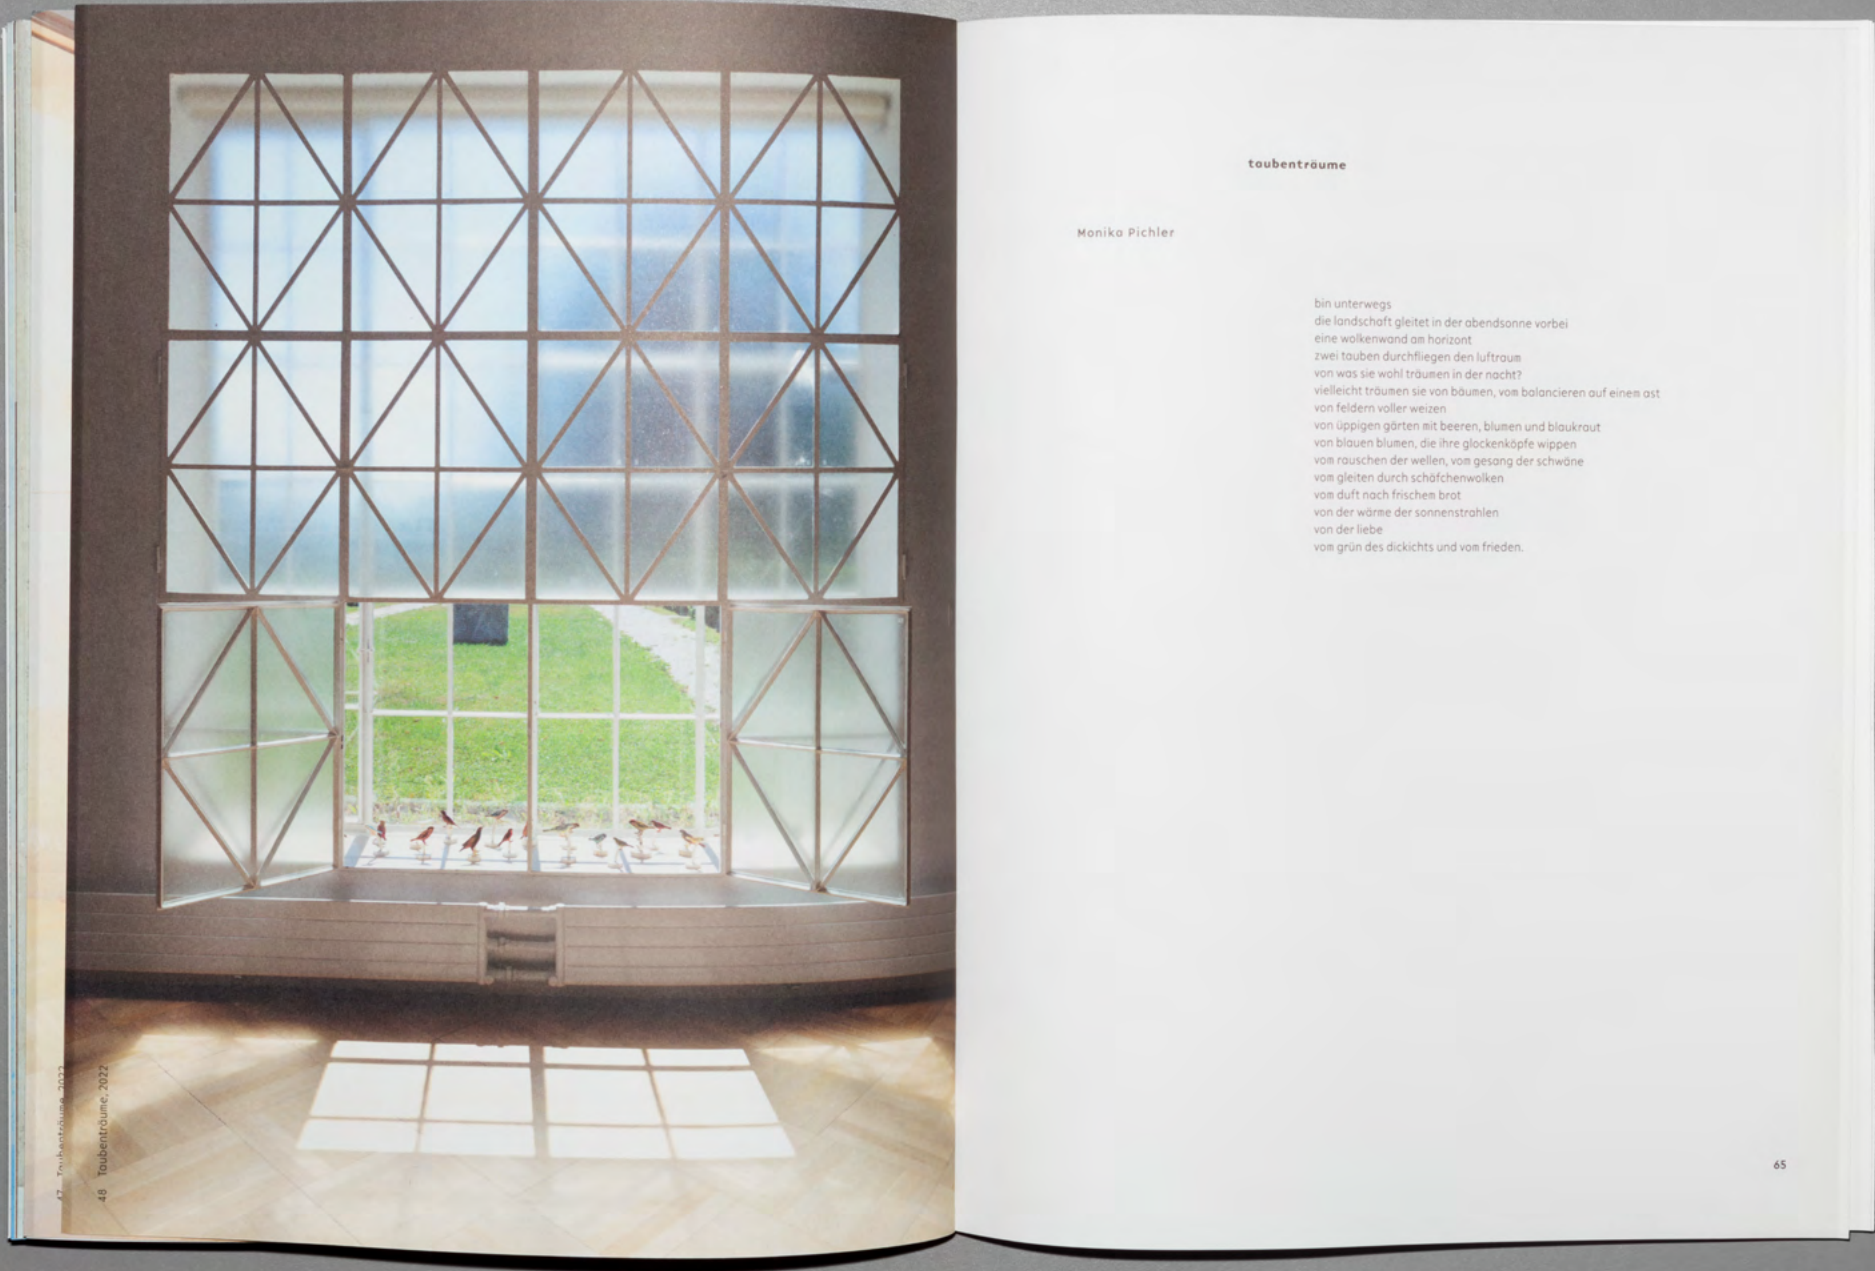 47 Taubenträume, 2022
48 Taubenträume, 2022
taubenträume
Monika Pichler
bin unterwegs
die landschaft gleitet in der abendsonne vorbei
eine wolkenwand am horizont
zwei tauben durchfliegen den luftraum
von was sie wohl träumen in der nacht?
vielleicht träumen sie von bäumen, vom balancieren auf einem ast
von feldern voller weizen
von üppigen gärten mit beeren, blumen und blaukraut
von blauen blumen, die ihre glockenköpfe wippen
vom rauschen der wellen, vom gesang der schwäne
vom gleiten durch schäfchenwolken
vom duft nach frischem brot
von der wärme der sonnenstrahlen
von der liebe
vom grün des dickichts und vom frieden.
65